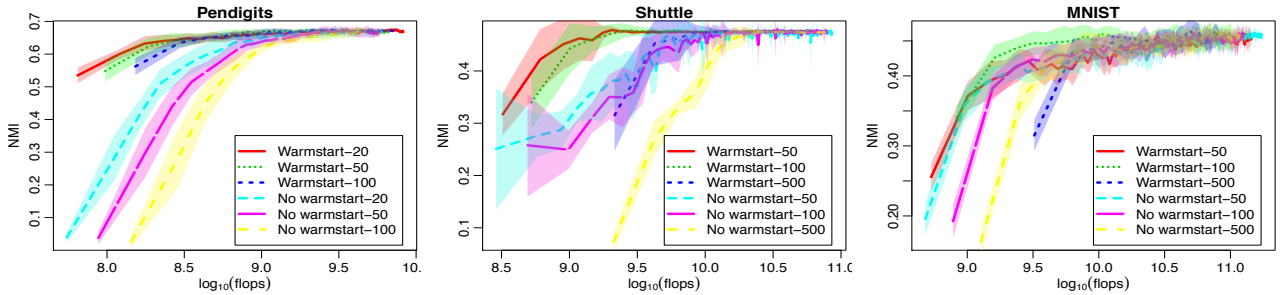 Pendigits
NMI
0.1 0.2 0.3 0.4 0.5 0.6 0.7
8.0 8.5 9.0 9.5 10.
log10(flops)
Warmstart−20
Warmstart−50
Warmstart−100
No warmstart−20
No warmstart−50
No warmstart−100
Shuttle
NMI
0.1 0.2 0.3 0.4
8.5 9.0 9.5 10.0 10.5 11.0
log10(flops)
Warmstart−50
Warmstart−100
Warmstart−500
No warmstart−50
No warmstart−100
No warmstart−500
MNIST
NMI
0.20 0.30 0.40
9.0 9.5 10.0 10.5 11.0
log10(flops)
Warmstart−50
Warmstart−100
Warmstart−500
No warmstart−50
No warmstart−100
No warmstart−500